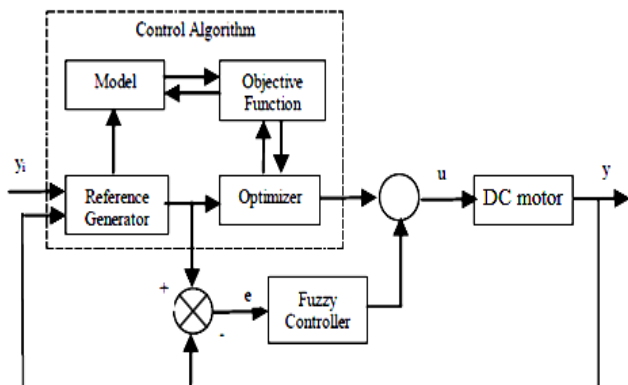 Control Algorithm
Model
Objective
Function
yi
Reference
Generator
Optimizer
u
DC motor
y
+
e
-
Fuzzy
Controller